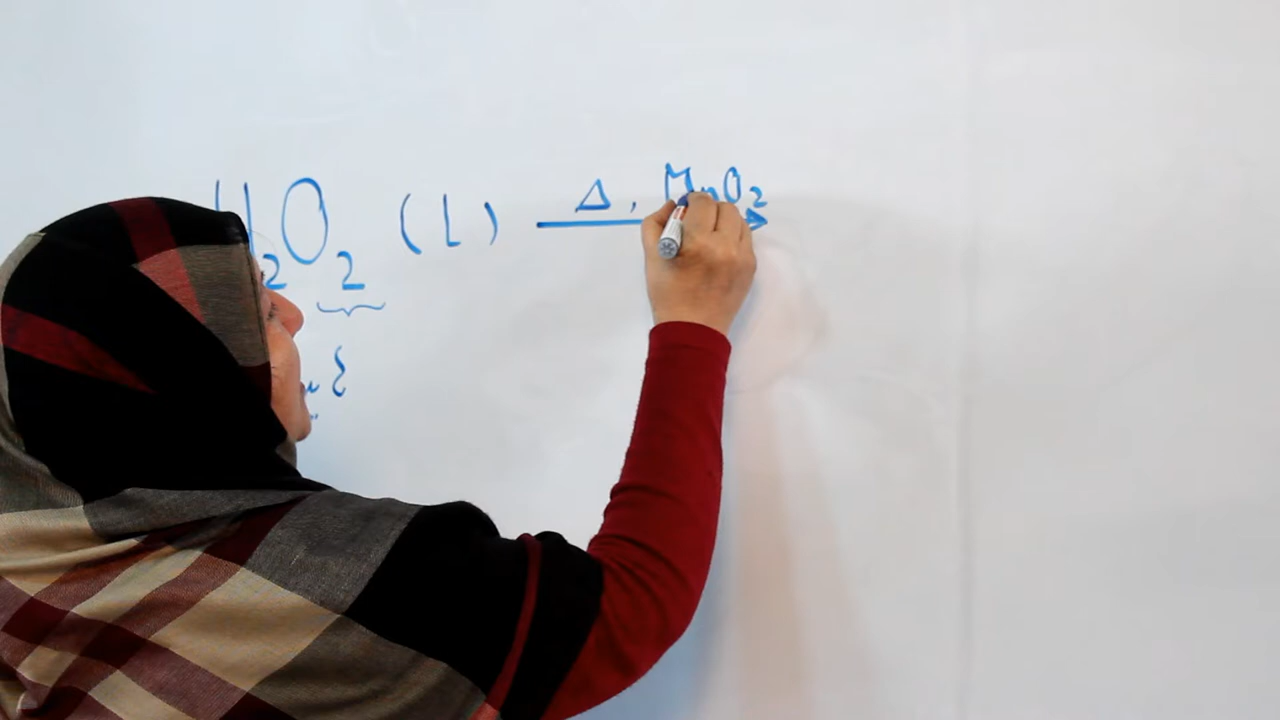 Δ, MnO₂
H₂O₂ (L) →